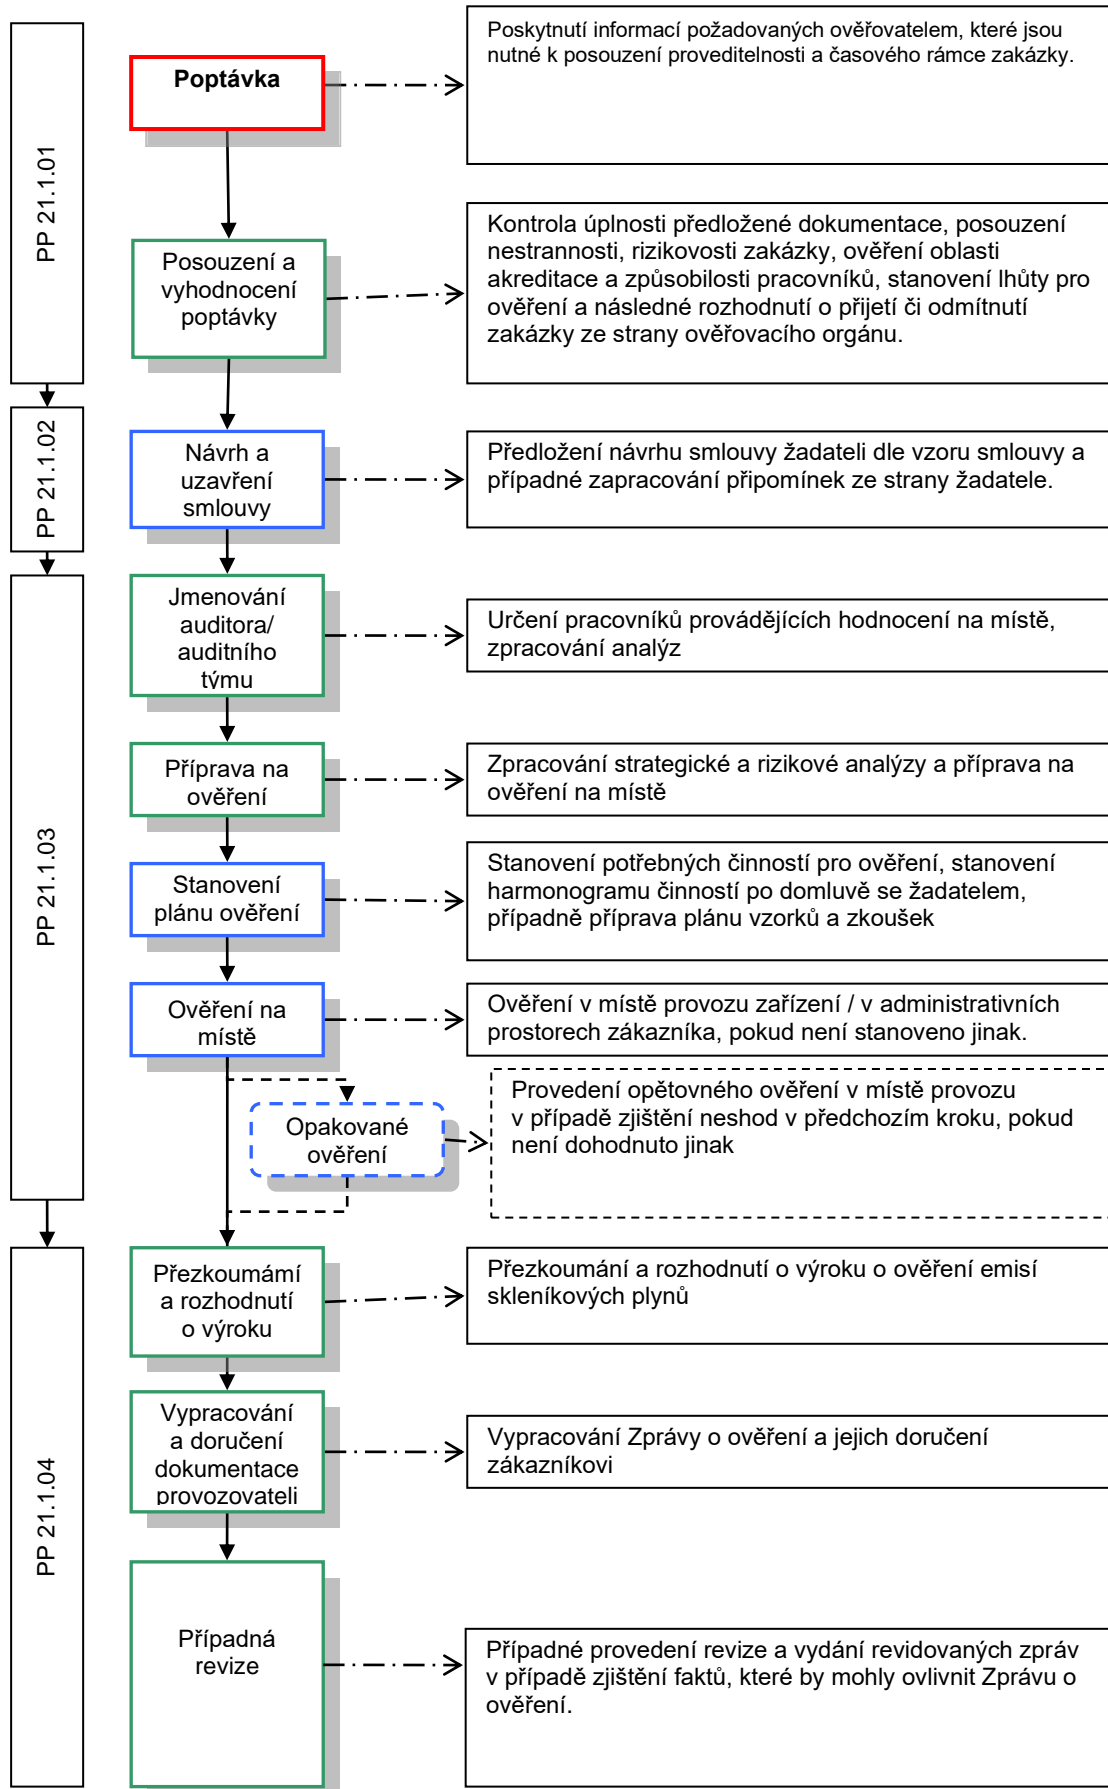 PP 21.1.01
Poptávka
Poskytnutí informací požadovaných ověřovatelem, které jsou
nutné k posouzení proveditelnosti a časového rámce zakázky.
Posouzení a
vyhodnocení
poptávky
Kontrola úplnosti předložené dokumentace, posouzení
nestrannosti, rizikovosti zakázky, ověření oblasti
akreditace a způsobilosti pracovníků, stanovení lhůty pro
ověření a následné rozhodnutí o přijetí či odmítnutí
zakázky ze strany ověřovacího orgánu.
PP 21.1.02
Návrh a
uzavření
smlouvy
Předložení návrhu smlouvy žadateli dle vzoru smlouvy a
případné zapracování připomínek ze strany žadatele.
PP 21.1.03
Jmenování
auditora/
auditního
týmu
Určení pracovníků provádějících hodnocení na místě,
zpracování analýz
Příprava na
ověření
Zpracování strategické a rizikové analýzy a příprava na
ověření na místě
Stanovení
plánu ověření
Stanovení potřebných činností pro ověření, stanovení
harmonogramu činností po domluvě se žadatelem,
případně příprava plánu vzorků a zkoušek
Ověření na
místě
Ověření v místě provozu zařízení / v administrativních
prostorech zákazníka, pokud není stanoveno jinak.
Opakované
ověření
Provedení opětovného ověření v místě provozu
v případě zjištění neshod v předchozím kroku, pokud
není dohodnuto jinak
PP 21.1.04
Přezkoumámí
a rozhodnutí
o výroku
Přezkoumání a rozhodnutí o výroku o ověření emisí
skleníkových plynů
Vypracování
a doručení
dokumentace
provozovateli
Vypracování Zprávy o ověření a jejich doručení
zákazníkovi
Případná
revize
Případné provedení revize a vydání revidovaných zpráv
v případě zjištění faktů, které by mohly ovlivnit Zprávu o
ověření.